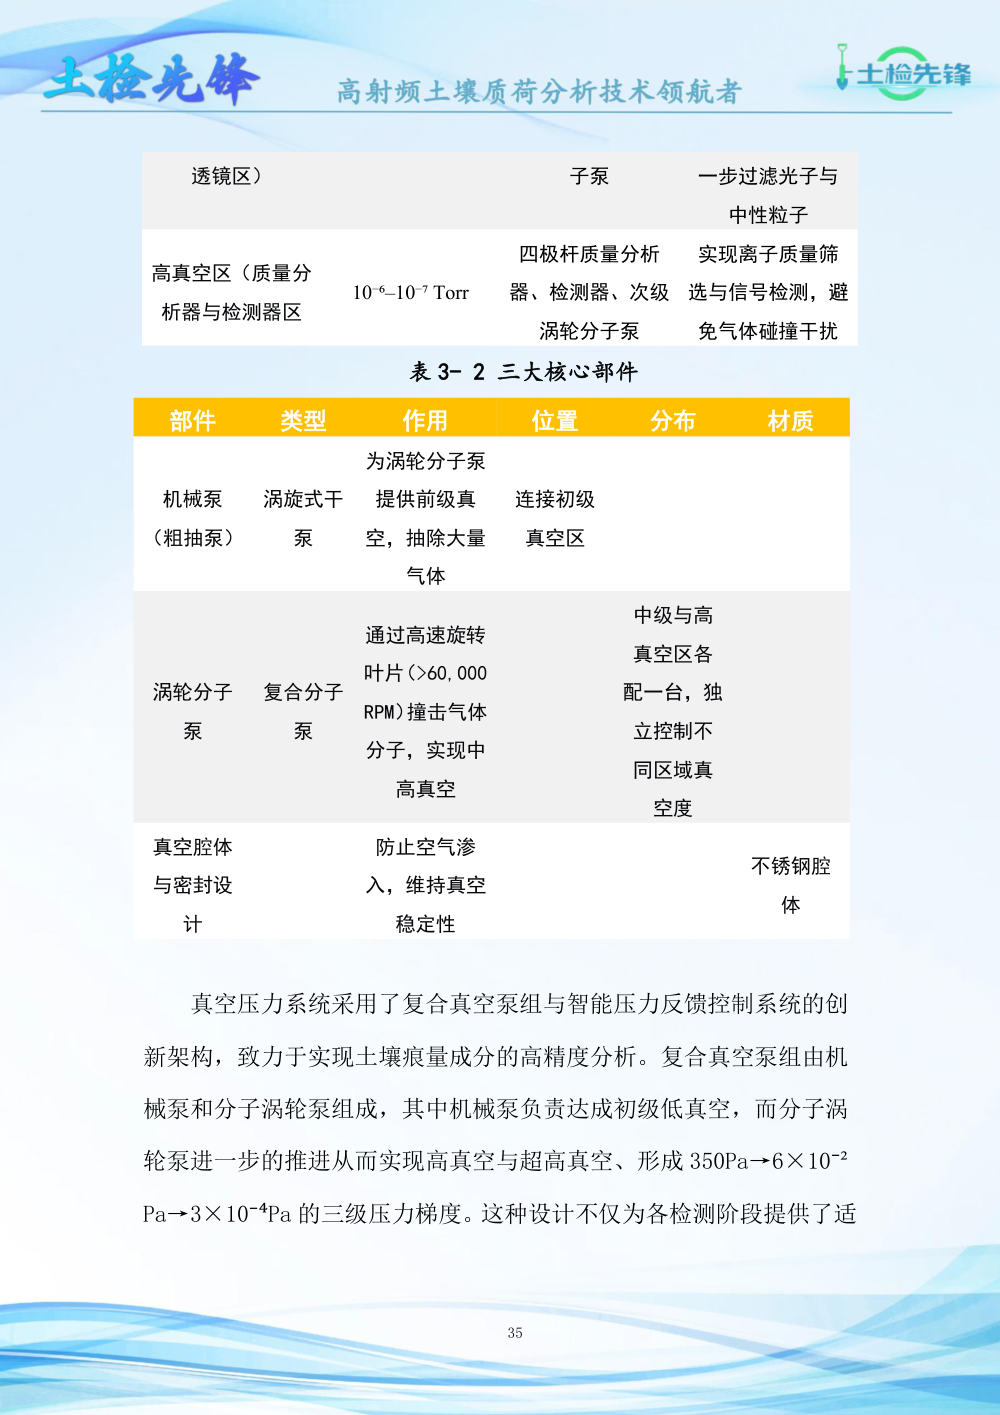 土检先锋
高射频土壤质荷分析技术领航者
土检先锋
透镜区） 子泵 一步过滤光子与
中性粒子
高真空区（质量分
析器与检测器区
10⁻⁶–10⁻⁷ Torr
四极杆质量分析
器、检测器、次级
涡轮分子泵
实现离子质量筛
选与信号检测，避
免气体碰撞干扰
表 3- 2 三大核心部件
部件 类型 作用 位置 分布 材质
机械泵
（粗抽泵）
涡旋式干
泵
为涡轮分子泵
提供前级真
空，抽除大量
气体
连接初级
真空区
涡轮分子
泵
复合分子
泵
通过高速旋转
叶片(>60,000
RPM)撞击气体
分子，实现中
高真空
中级与高
真空区各
配一台，独
立控制不
同区域真
空度
真空腔体
与密封设
计
防止空气渗
入，维持真空
稳定性
不锈钢腔
体
真空压力系统采用了复合真空泵组与智能压力反馈控制系统的创
新架构，致力于实现土壤痕量成分的高精度分析。复合真空泵组由机
械泵和分子涡轮泵组成，其中机械泵负责达成初级低真空，而分子涡
轮泵进一步的推进从而实现高真空与超高真空、形成 350Pa→6×10⁻²
Pa→3×10⁻⁴Pa 的三级压力梯度。这种设计不仅为各检测阶段提供了适
35